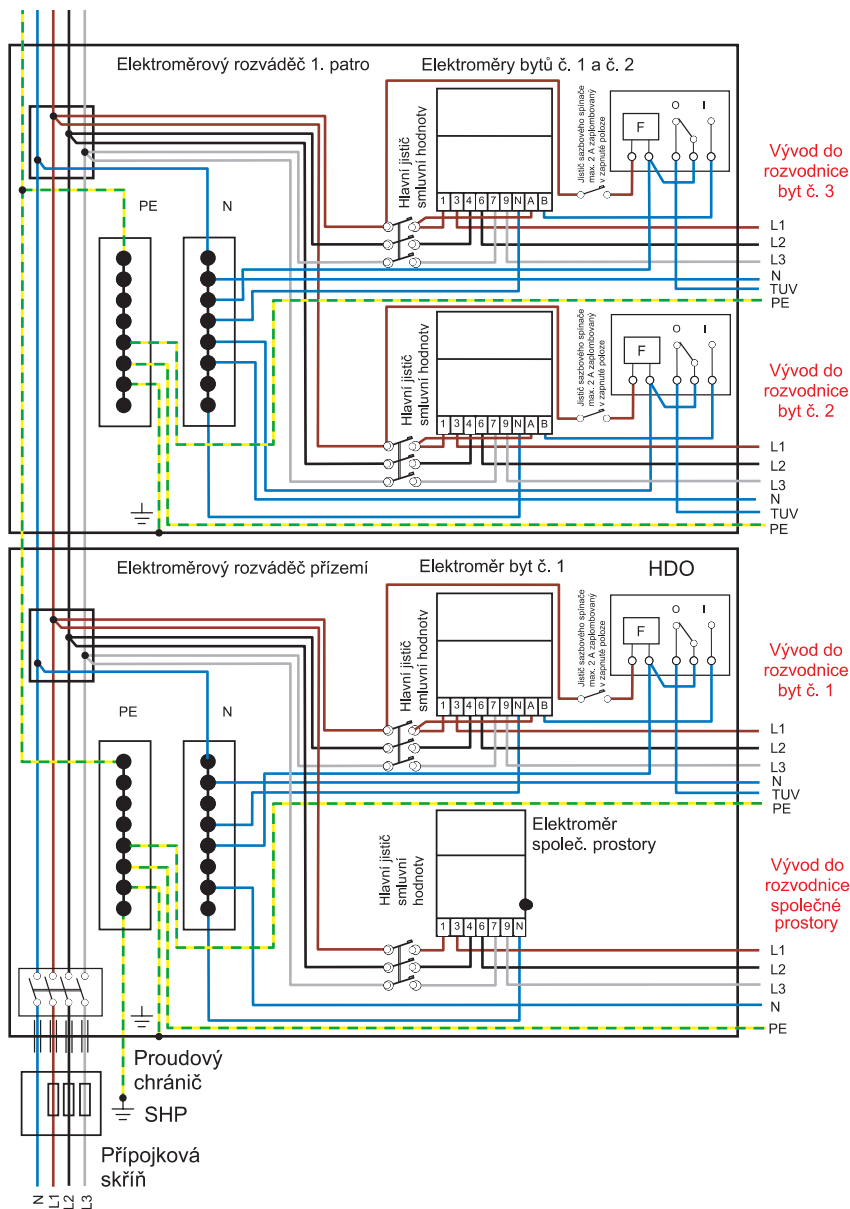 Elektroměrový rozváděč 1. patro
Elektroměry bytů č. 1 a č. 2
Hlavní jistič
smluvní hodnoty
Jistič sazbového spínače
max. 2 A zaplombovaný
v zapnuté poloze
F
O
I
Vývod do
rozvodnice
byt č. 3
PE
N
1 3 4 6 7 9 N A B
L1
L2
L3
N
TUV
PE
Hlavní jistič
smluvní hodnoty
Jistič sazbového spínače
max. 2 A zaplombovaný
v zapnuté poloze
F
O
I
Vývod do
rozvodnice
byt č. 2
1 3 4 6 7 9 N A B
L1
L2
L3
N
TUV
PE
Elektroměrový rozváděč přízemí
Elektroměr byt č. 1
HDO
Hlavní jistič
smluvní hodnoty
Jistič sazbového spínače
max. 2 A zaplombovaný
v zapnuté poloze
F
O
I
Vývod do
rozvodnice
byt č. 1
PE
N
1 3 4 6 7 9 N A B
L1
L2
L3
N
TUV
PE
Hlavní jistič
smluvní
hodnoty
Elektroměr
společ. prostory
Vývod do
rozvodnice
společné
prostory
1 3 4 6 7 9 N
L1
L2
L3
N
PE
Proudový
chránič
SHP
Přípojková
skříň
N
L1
L2
L3